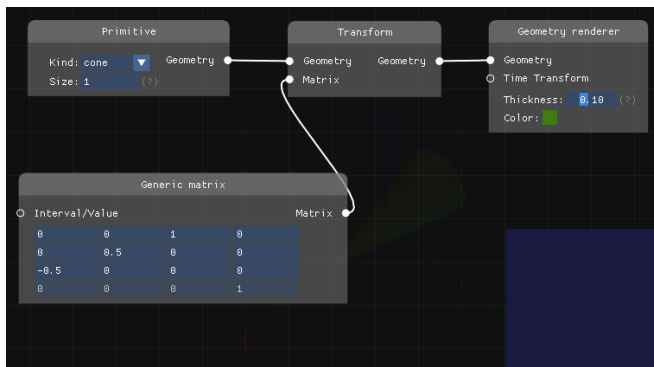 Primitive
Kind: cone
Geometry
Size: 1 (?)
Transform
Geometry Geometry
Matrix
Geometry renderer
Geometry
Time Transform
Thickness: 0.10 (?)
Color:
Generic matrix
Interval/Value Matrix
0 0 1 0
0 0.5 0 0
-0.5 0 0 0
0 0 0 1